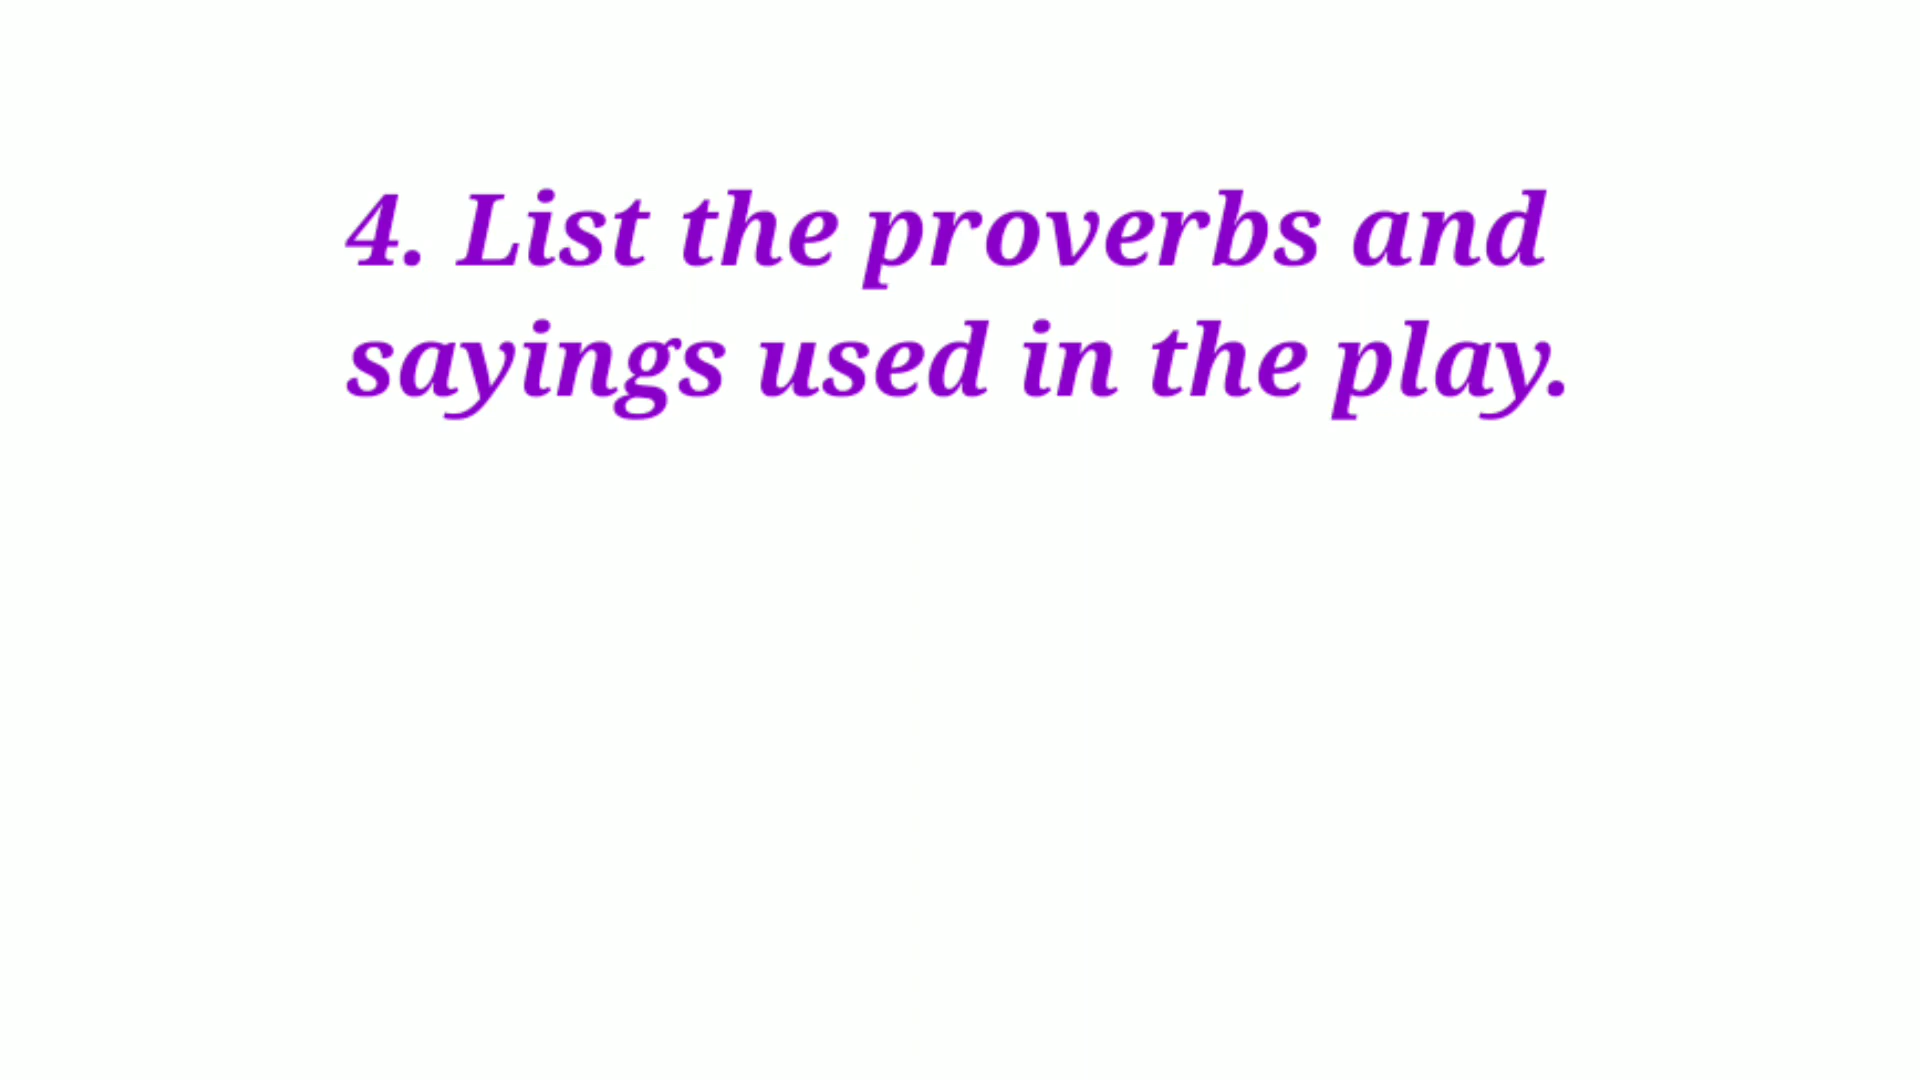 4. List the proverbs and
sayings used in the play.